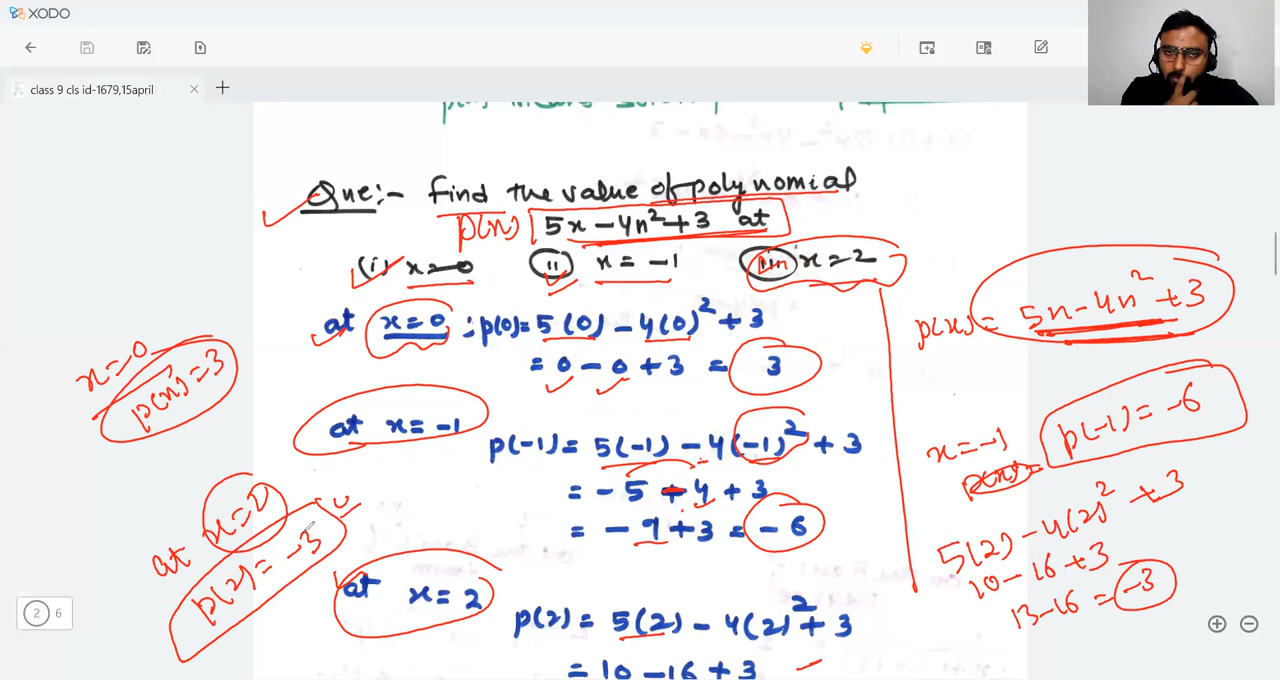 XODO
class 9 cls id-1679,15april
Que:- find the value of polynomial
p(x) 5x - 4x² + 3 at
(i) x=0 (ii) x = -1 (iii) x=2
at x=0 ; p(0) = 5(0) - 4(0)² + 3
= 0 - 0 + 3 = 3
at x = -1
p(-1) = 5(-1) - 4(-1)² + 3
= -5 - 4 + 3
= -9 + 3 = -6
at x = 2
p(2) = 5(2) - 4(2)² + 3
= 10 - 16 + 3
x=0
p(x)=3
at x=0
p(2) = -3
p(x) = 5x - 4x² + 3
x = -1
p(-1) = -6
5(2) - 4(2)² + 3
10 - 16 + 3
13 - 16 = -3
2 6